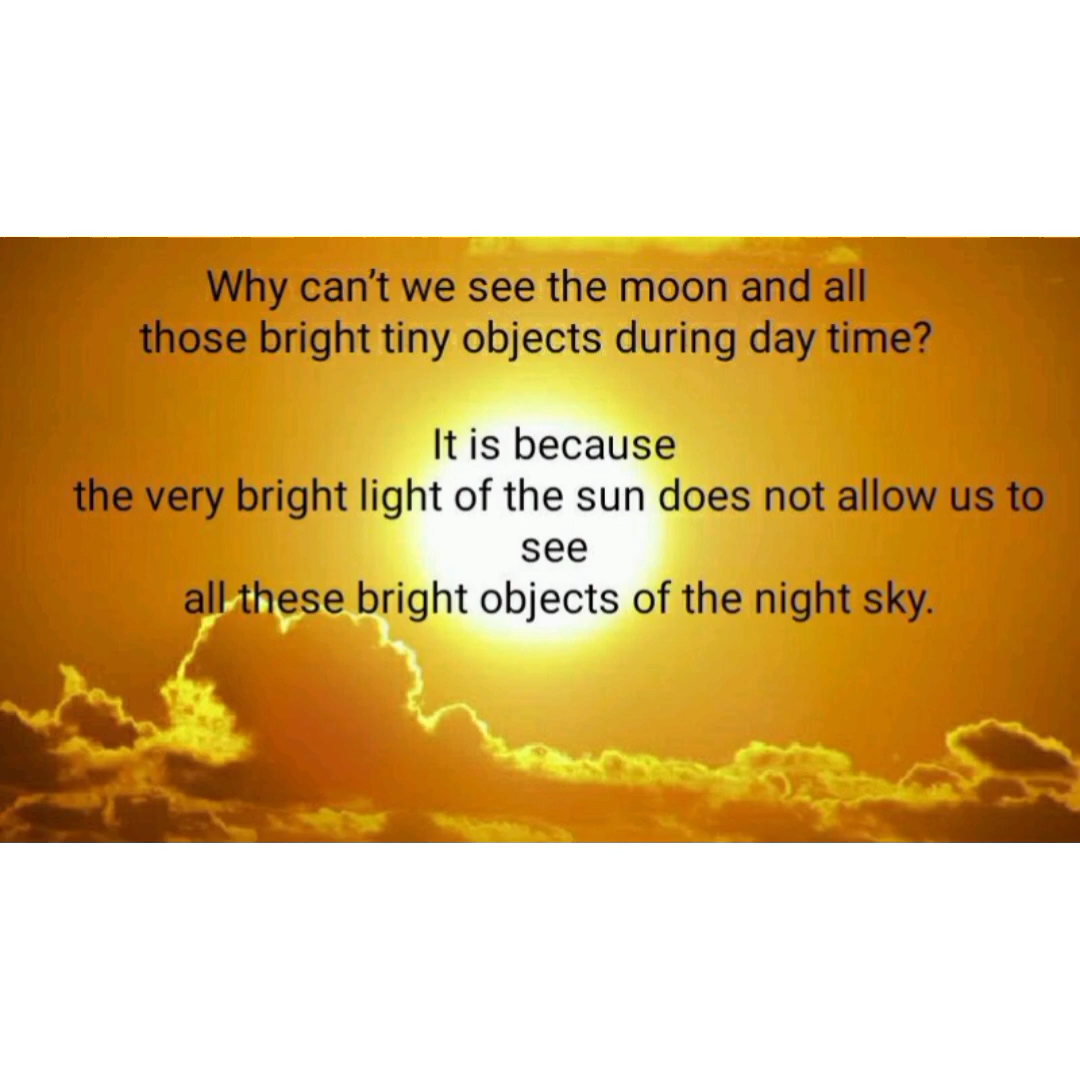 Why can’t we see the moon and all
those bright tiny objects during day time?
It is because
the very bright light of the sun does not allow us to
see
all these bright objects of the night sky.